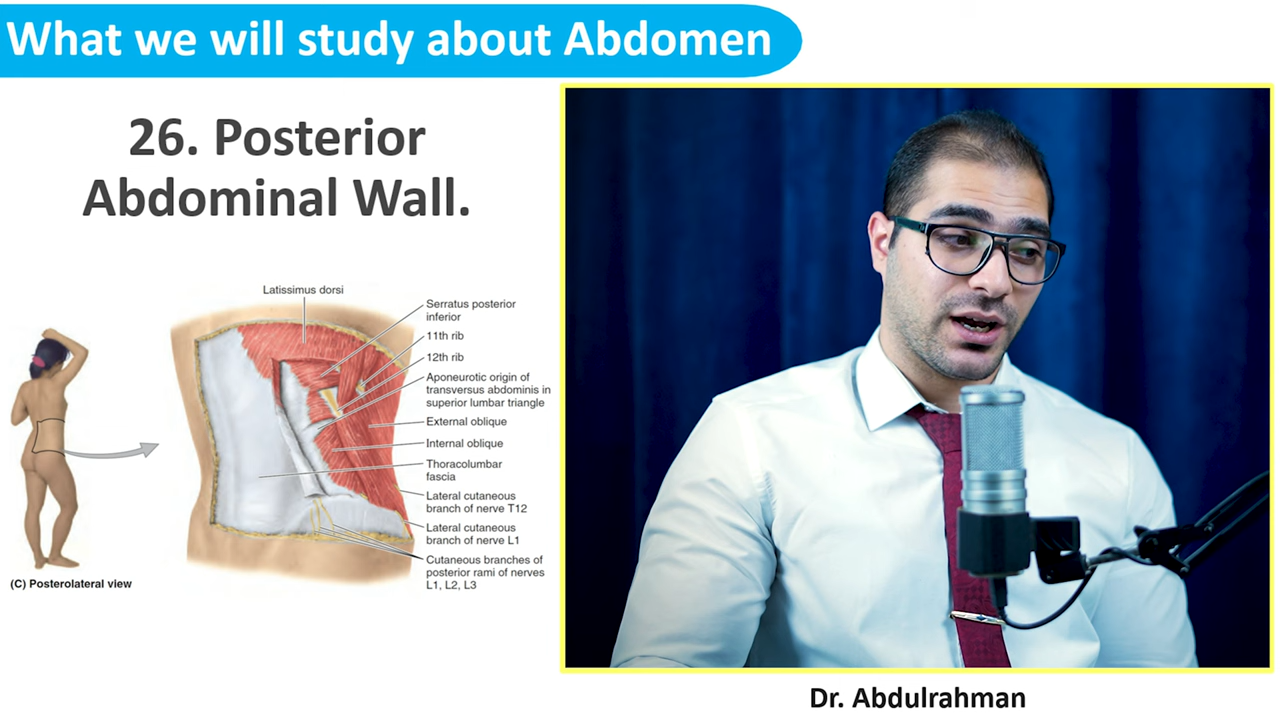 What we will study about Abdomen
26. Posterior
Abdominal Wall.
Latissimus dorsi
Serratus posterior
inferior
11th rib
12th rib
Aponeurotic origin of
transversus abdominis in
superior lumbar triangle
External oblique
Internal oblique
Thoracolumbar
fascia
Lateral cutaneous
branch of nerve T12
Lateral cutaneous
branch of nerve L1
Cutaneous branches of
posterior rami of nerves
L1, L2, L3
(C) Posterolateral view
Dr. Abdulrahman